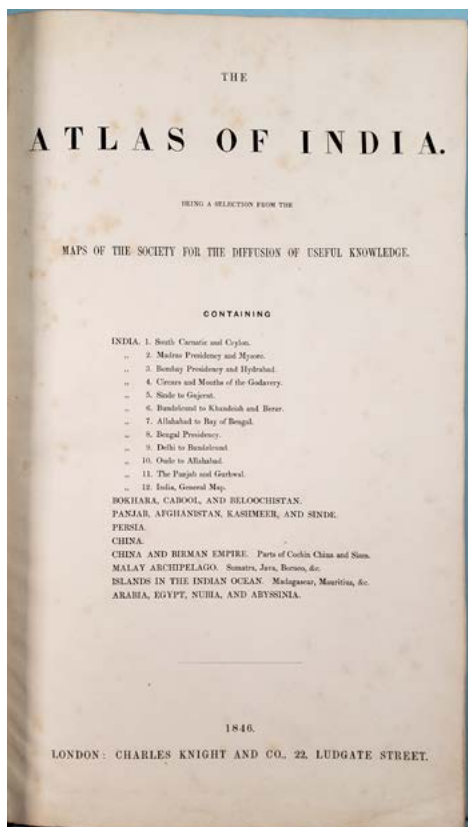 THE
ATLAS OF INDIA.
BEING A SELECTION FROM THE
MAPS OF THE SOCIETY FOR THE DIFFUSION OF USEFUL KNOWLEDGE.
CONTAINING
INDIA. 1. South Carnatic and Ceylon.
„ 2. Madras Presidency and Mysore.
„ 3. Bombay Presidency and Hydrabad.
„ 4. Circars and Mouths of the Godavery.
„ 5. Sinde to Gujerat.
„ 6. Bundelcund to Khandeish and Berar.
„ 7. Allahabad to Bay of Bengal.
„ 8. Bengal Presidency.
„ 9. Delhi to Bundelcund.
„ 10. Oude to Allahabad.
„ 11. The Punjab and Gurhwal.
„ 12. India, General Map.
BOKHARA, CABOOL, AND BELOOCHISTAN.
PANJAB, AFGHANISTAN, KASHMEER, AND SINDE.
PERSIA.
CHINA.
CHINA AND BIRMAN EMPIRE. Parts of Cochin China and Siam.
MALAY ARCHIPELAGO. Sumatra, Java, Borneo, &c.
ISLANDS IN THE INDIAN OCEAN. Madagascar, Mauritius, &c.
ARABIA, EGYPT, NUBIA, AND ABYSSINIA.
1846.
LONDON: CHARLES KNIGHT AND CO., 22, LUDGATE STREET.